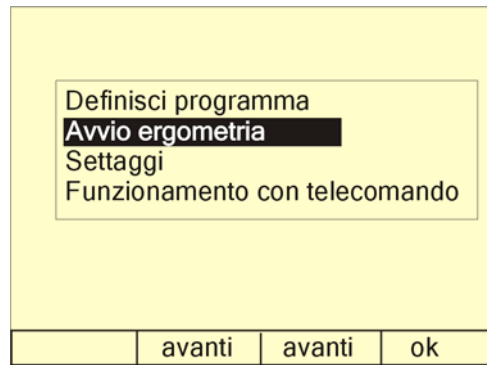 Definisci programma
Avvio ergometria
Settaggi
Funzionamento con telecomando
avanti avanti ok